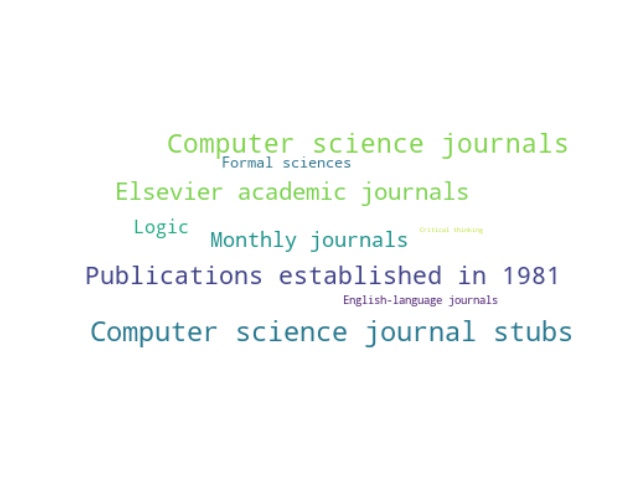 Computer science journals
Formal sciences
Elsevier academic journals
Logic
Critical thinking
Monthly journals
Publications established in 1981
English-language journals
Computer science journal stubs